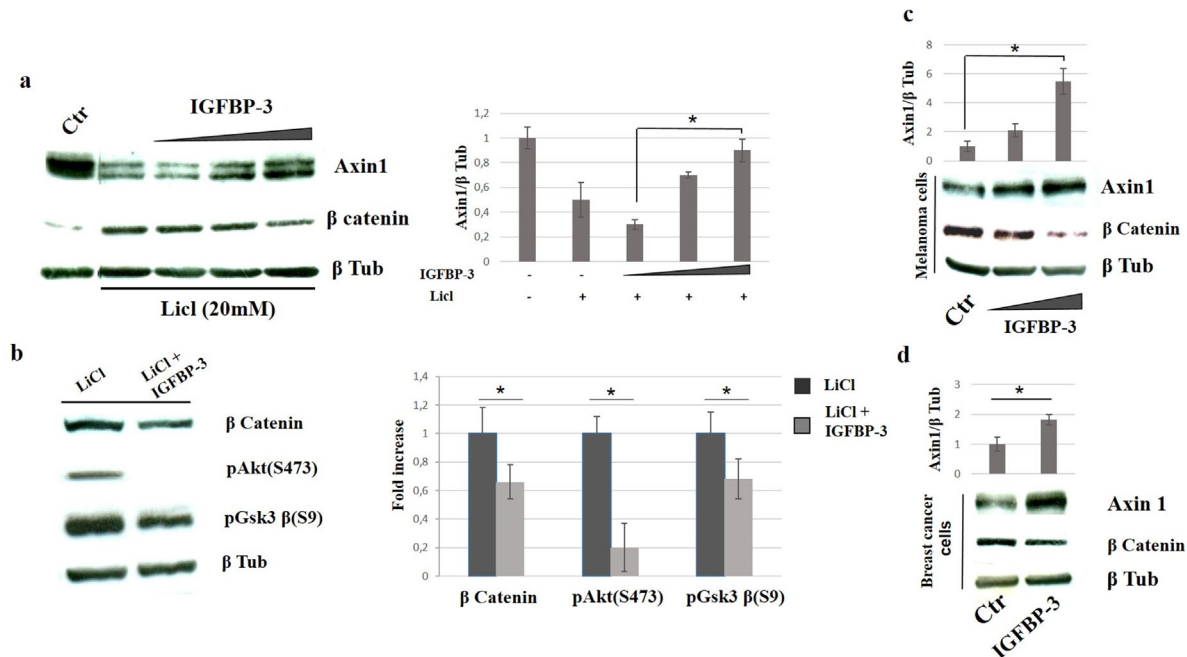 a
Ctr
IGFBP-3
Axin1
β catenin
β Tub
Licl (20mM)
Axin1/β Tub
1,2
1
0,8
0,6
0,4
0,2
0
*
IGFBP-3
- -
Licl
- + + + +
b
LiCl
LiCl +
IGFBP-3
β Catenin
pAkt(S473)
pGsk3 β(S9)
β Tub
Fold increase
1,4
1,2
1
0,8
0,6
0,4
0,2
0
* * *
β Catenin pAkt(S473) pGsk3 β(S9)
LiCl
LiCl +
IGFBP-3
c
Axin1/β Tub
8
6
4
2
0
*
Melanoma cells
Axin1
β Catenin
β Tub
Ctr
IGFBP-3
d
Axin1/β Tub
3
2
1
0
*
Breast cancer
cells
Axin 1
β Catenin
β Tub
Ctr
IGFBP-3